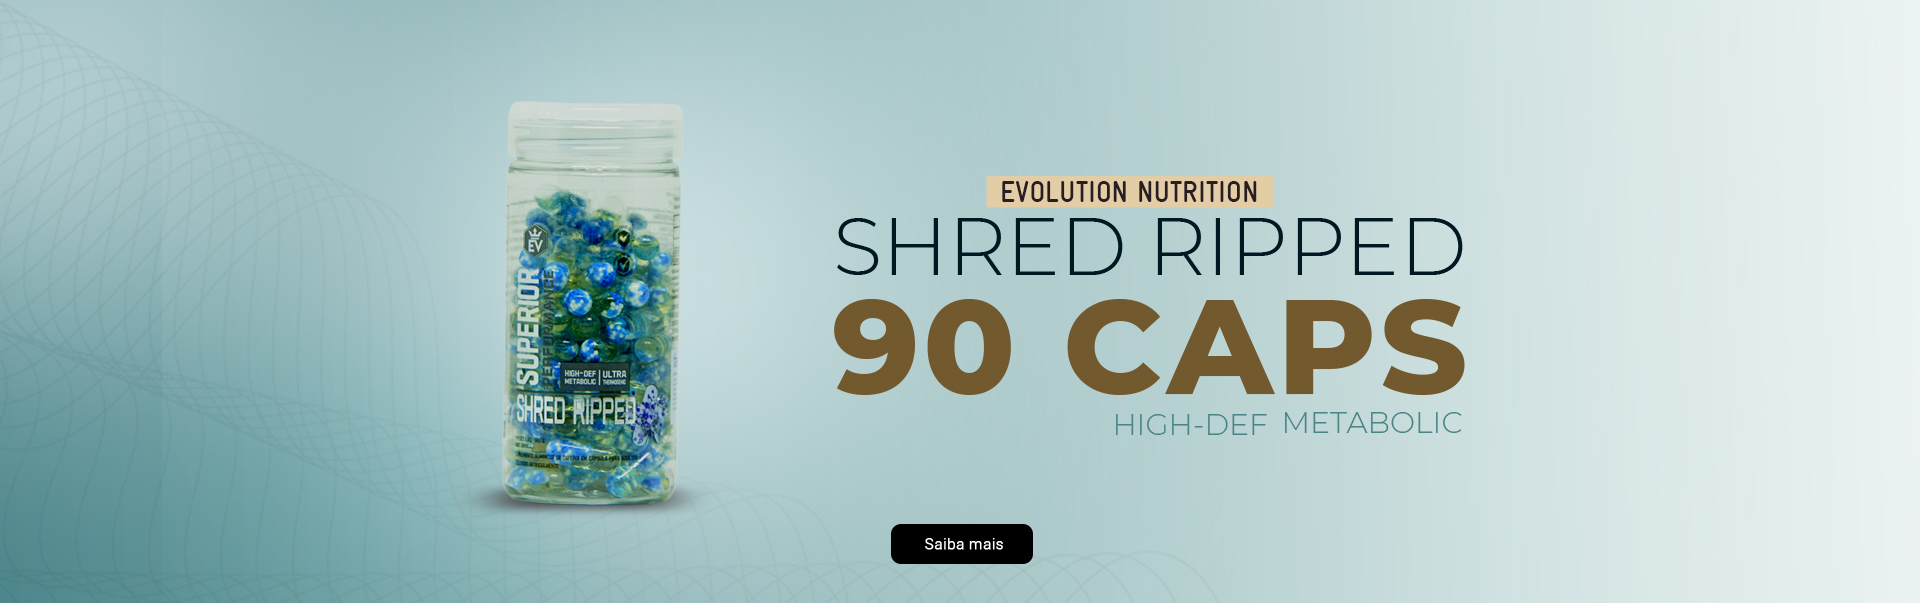 EVOLUTION NUTRITION
SHRED RIPPED
90 CAPS
HIGH-DEF METABOLIC
EV
SUPERIOR
HIGH-DEF METABOLIC
ULTRA THERMOGENIC
SHRED RIPPED
Saiba mais